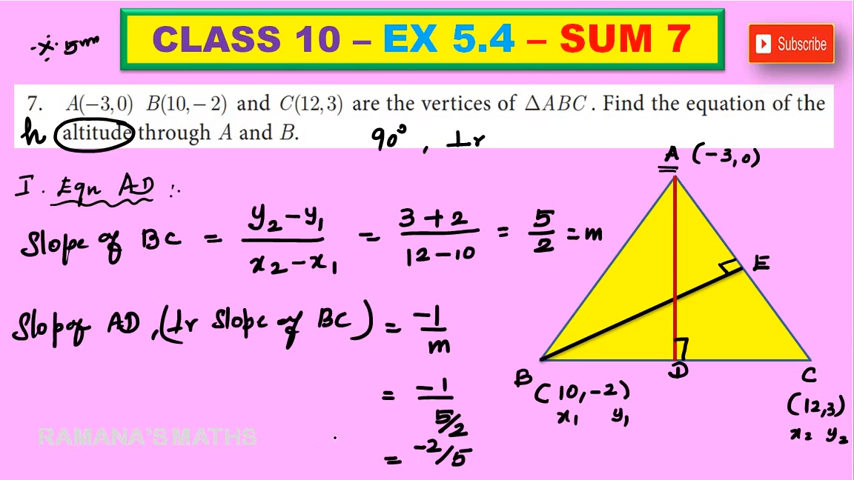 CLASS 10 – EX 5.4 – SUM 7
Subscribe
-X- 5m
7. A(−3,0) B(10,−2) and C(12,3) are the vertices of ΔABC. Find the equation of the
h altitude through A and B.
90°, ⊥r
A (-3,0)
I. Eqn AD :-
Slope of BC = y₂-y₁ / x₂-x₁ = 3+2 / 12-10 = 5/2 = m
E
Slop of AD, (⊥r Slope of BC) = -1/m
= -1 / 5/2
= -2/5
B D C
(10,-2) (12,3)
x₁ y₁ x₂ y₂
RAMANA'S MATHS